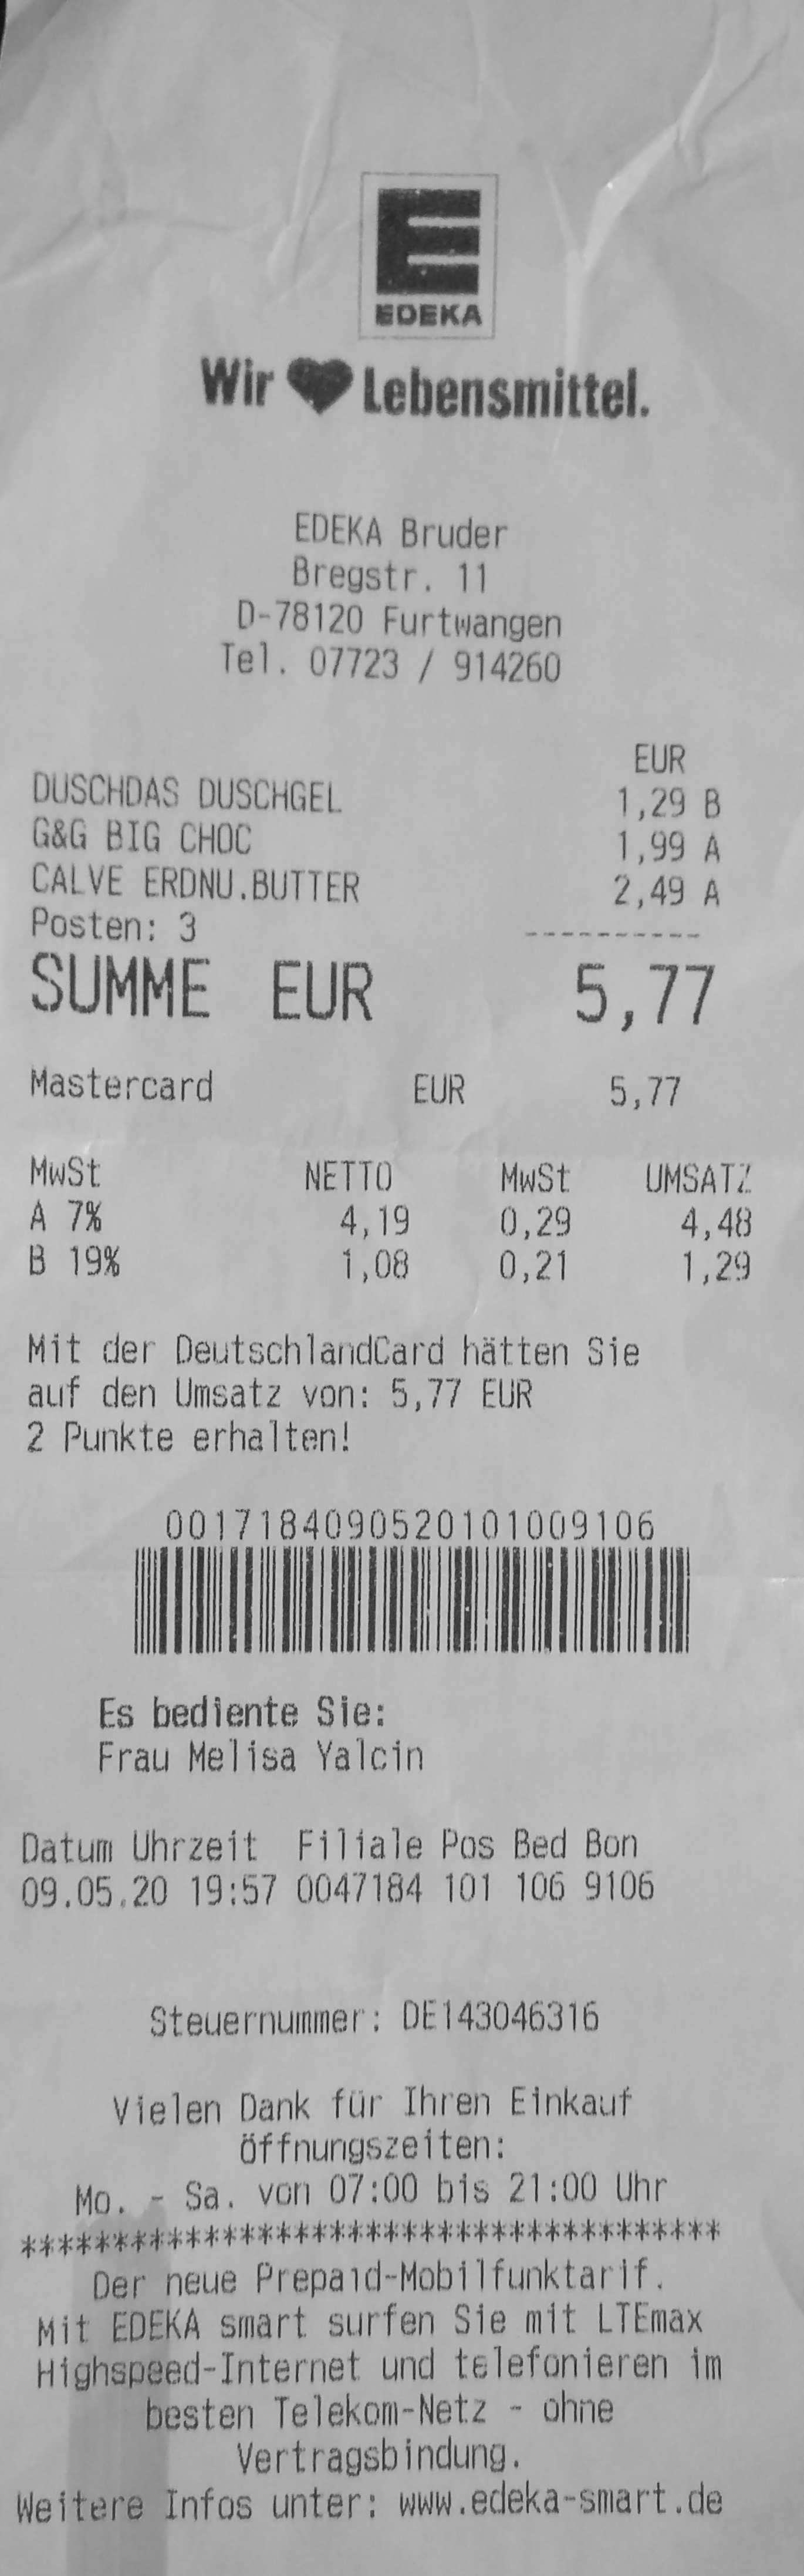 EDEKA
Wir ♥ Lebensmittel.
EDEKA Bruder
Bregstr. 11
D-78120 Furtwangen
Tel. 07723 / 914260
EUR
DUSCHDAS DUSCHGEL 1,29 B
G&G BIG CHOC 1,99 A
CALVE ERDNU.BUTTER 2,49 A
Posten: 3 ----------
SUMME EUR 5,77
Mastercard EUR 5,77
MwSt NETTO MwSt UMSATZ
A 7% 4,19 0,29 4,48
B 19% 1,08 0,21 1,29
Mit der DeutschlandCard hätten Sie
auf den Umsatz von: 5,77 EUR
2 Punkte erhalten!
0017184090520101009106
Es bediente Sie:
Frau Melisa Yalcin
Datum Uhrzeit Filiale Pos Bed Bon
09.05.20 19:57 0047184 101 106 9106
Steuernummer: DE143046316
Vielen Dank für Ihren Einkauf
Öffnungszeiten:
Mo. - Sa. von 07:00 bis 21:00 Uhr
***************************************
Der neue Prepaid-Mobilfunktarif.
Mit EDEKA smart surfen Sie mit LTEmax
Highspeed-Internet und telefonieren im
besten Telekom-Netz - ohne
Vertragsbindung.
Weitere Infos unter: www.edeka-smart.de